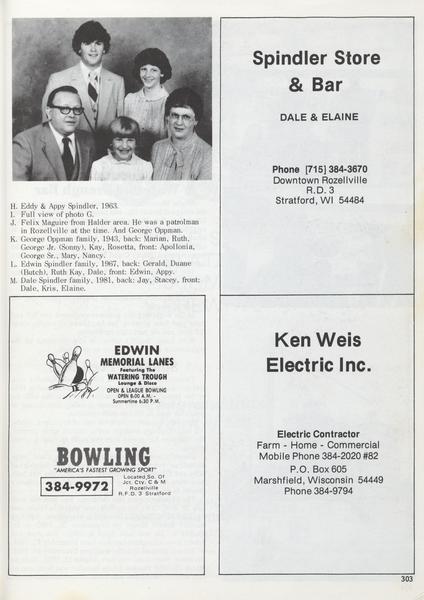 H. Eddy & Appy Spindler, 1963.
I. Full view of photo G.
J. Felix Maguire from Halder area. He was a patrolman
in Rozellville at the time. And George Oppman.
K. George Oppman family, 1943, back: Marian, Ruth,
George Jr. (Sonny), Kay, Rosetta, front: Apollonia,
George Sr., Mary, Nancy.
L. Edwin Spindler family, 1967, back: Gerald, Duane
(Butch), Ruth Kay, Dale, front: Edwin, Appy.
M. Dale Spindler family, 1981, back: Jay, Stacey, front:
Dale, Kris, Elaine.
EDWIN
MEMORIAL LANES
Featuring The
WATERING TROUGH
Lounge & Disco
OPEN & LEAGUE BOWLING
OPEN 8:00 A.M. -
Summertime 6:30 P.M.
BOWLING
"AMERICA'S FASTEST GROWING SPORT"
384-9972
Located So. Of
Jct. Cty. C & M
Rozellville
R.F.D. 3 Stratford
Spindler Store
& Bar
DALE & ELAINE
Phone [715] 384-3670
Downtown Rozellville
R.D. 3
Stratford, WI 54484
Ken Weis
Electric Inc.
Electric Contractor
Farm - Home - Commercial
Mobile Phone 384-2020 #82
P.O. Box 605
Marshfield, Wisconsin 54449
Phone 384-9794
303